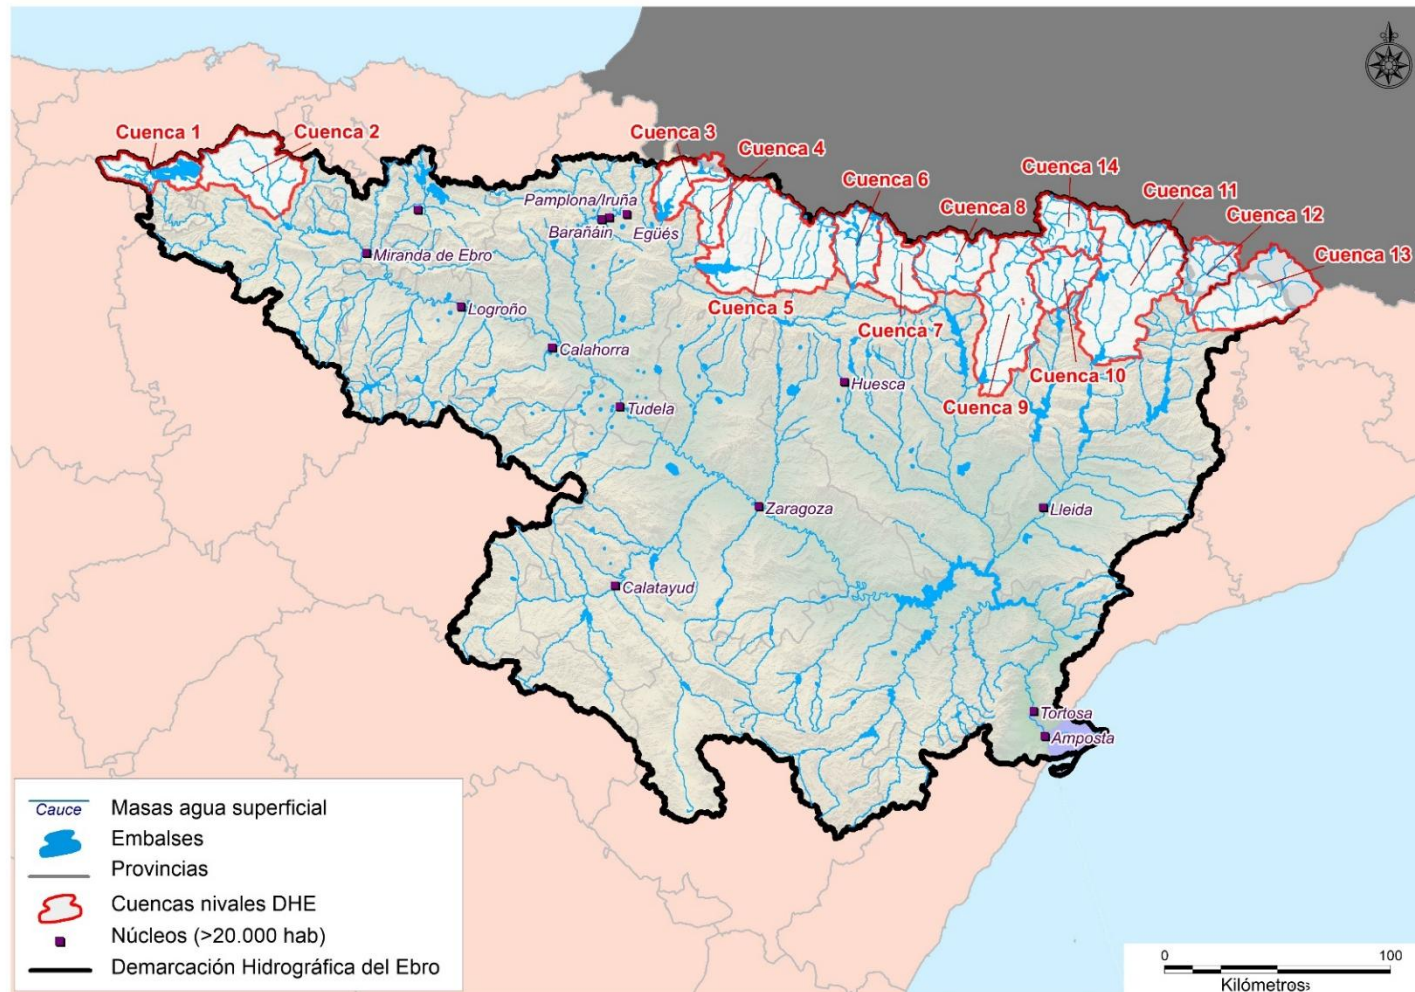 Cuenca 1
Cuenca 2
Cuenca 3
Cuenca 4
Cuenca 6
Cuenca 14
Cuenca 11
Cuenca 8
Cuenca 12
Cuenca 13
Pamplona/Iruña
Barañáin
Egüés
Miranda de Ebro
Cuenca 5
Logroño
Cuenca 7
Calahorra
Cuenca 10
Huesca
Cuenca 9
Tudela
Zaragoza
Lleida
Calatayud
Tortosa
Amposta
Cauce Masas agua superficial
Embalses
Provincias
Cuencas nivales DHE
Núcleos (>20.000 hab)
Demarcación Hidrográfica del Ebro
0 100
Kilómetros